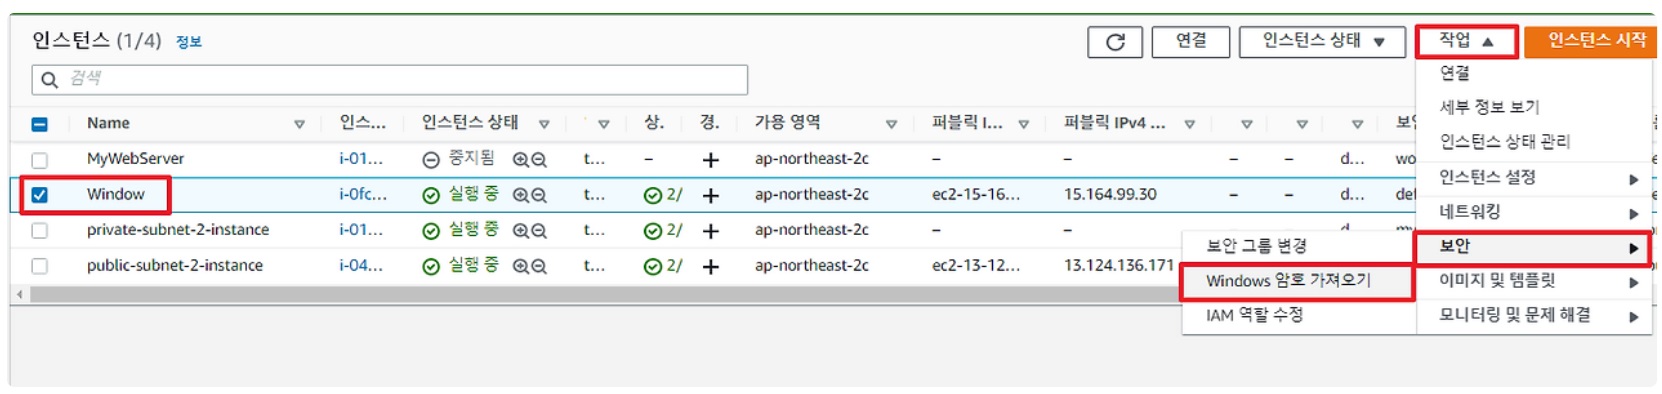 인스턴스 (1/4) 정보
연결
인스턴스 상태
작업
인스턴스 시작
검색
Name 인스... 인스턴스 상태 상. 경. 가용 영역 퍼블릭 I... 퍼블릭 IPv4 ... 보안
MyWebServer i-01... 중지됨 t... – + ap-northeast-2c – – – – d... wo
Window i-0fc... 실행 중 t... 2/ + ap-northeast-2c ec2-15-16... 15.164.99.30 – – d... def
private-subnet-2-instance i-01... 실행 중 t... 2/ + ap-northeast-2c – –
public-subnet-2-instance i-04... 실행 중 t... 2/ + ap-northeast-2c ec2-13-12... 13.124.136.171
연결
세부 정보 보기
인스턴스 상태 관리
인스턴스 설정
네트워킹
보안
이미지 및 템플릿
모니터링 및 문제 해결
보안 그룹 변경
Windows 암호 가져오기
IAM 역할 수정